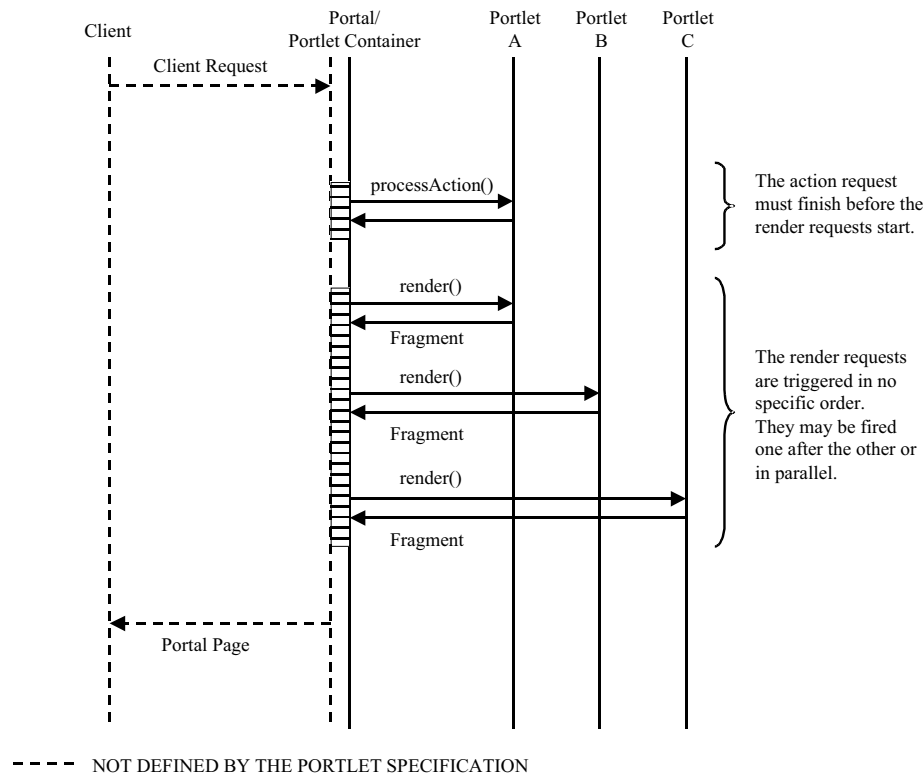 Client
Portal/
Portlet Container
Portlet
A
Portlet
B
Portlet
C
Client Request
processAction()
The action request
must finish before the
render requests start.
render()
Fragment
render()
Fragment
render()
Fragment
The render requests
are triggered in no
specific order.
They may be fired
one after the other or
in parallel.
Portal Page
NOT DEFINED BY THE PORTLET SPECIFICATION